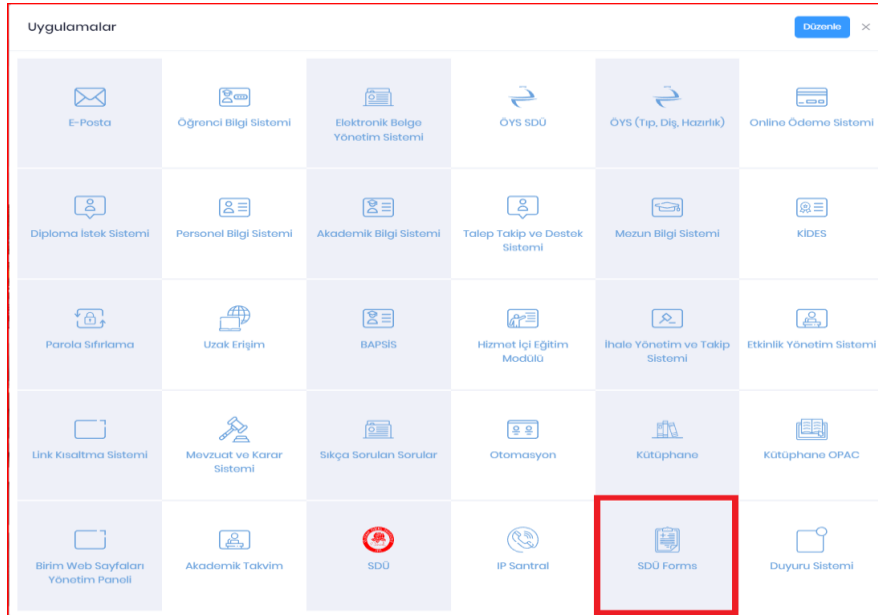 Uygulamalar
Düzenle
E-Posta
Öğrenci Bilgi Sistemi
Elektronik Belge
Yönetim Sistemi
ÖYS SDÜ
ÖYS (Tıp, Diş, Hazırlık)
Online Ödeme Sistemi
Diploma İstek Sistemi
Personel Bilgi Sistemi
Akademik Bilgi Sistemi
Talep Takip ve Destek
Sistemi
Mezun Bilgi Sistemi
KİDES
Parola Sıfırlama
Uzak Erişim
BAPSİS
Hizmet İçi Eğitim
Modülü
İhale Yönetim ve Takip
Sistemi
Etkinlik Yönetim Sistemi
Link Kısaltma Sistemi
Mevzuat ve Karar
Sistemi
Sıkça Sorulan Sorular
Otomasyon
Kütüphane
Kütüphane OPAC
Birim Web Sayfaları
Yönetim Paneli
Akademik Takvim
SDÜ
IP Santral
SDÜ Forms
Duyuru Sistemi